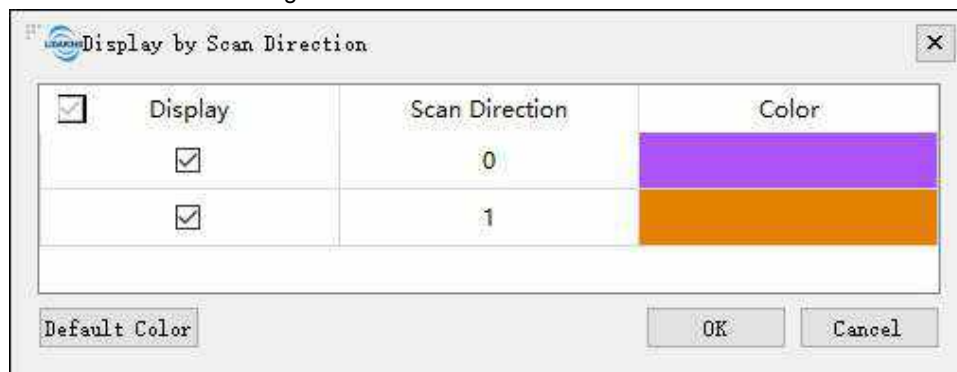 Display by Scan Direction
Display Scan Direction Color
0
1
Default Color OK Cancel